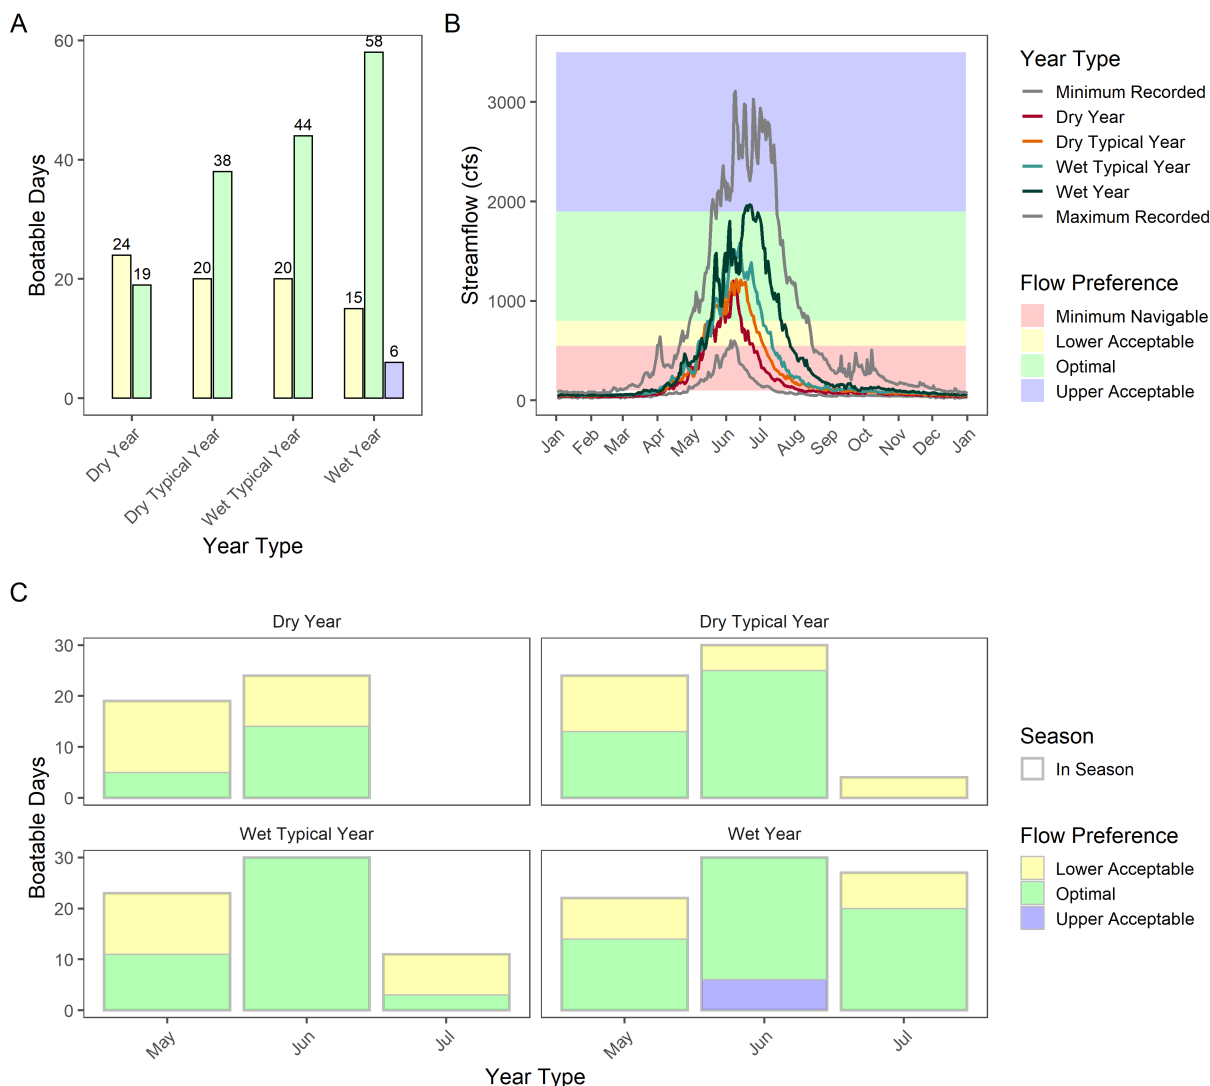 A
B
Boatable Days
60
40
20
0
24
19
20
38
20
44
15
58
6
Dry Year
Dry Typical Year
Wet Typical Year
Wet Year
Year Type
Streamflow (cfs)
3000
2000
1000
0
Jan
Feb
Mar
Apr
May
Jun
Jul
Aug
Sep
Oct
Nov
Dec
Jan
Year Type
Minimum Recorded
Dry Year
Dry Typical Year
Wet Typical Year
Wet Year
Maximum Recorded
Flow Preference
Minimum Navigable
Lower Acceptable
Optimal
Upper Acceptable
C
Boatable Days
Dry Year
Dry Typical Year
30
20
10
0
Wet Typical Year
Wet Year
30
20
10
0
May
Jun
Jul
May
Jun
Jul
Year Type
Season
In Season
Flow Preference
Lower Acceptable
Optimal
Upper Acceptable